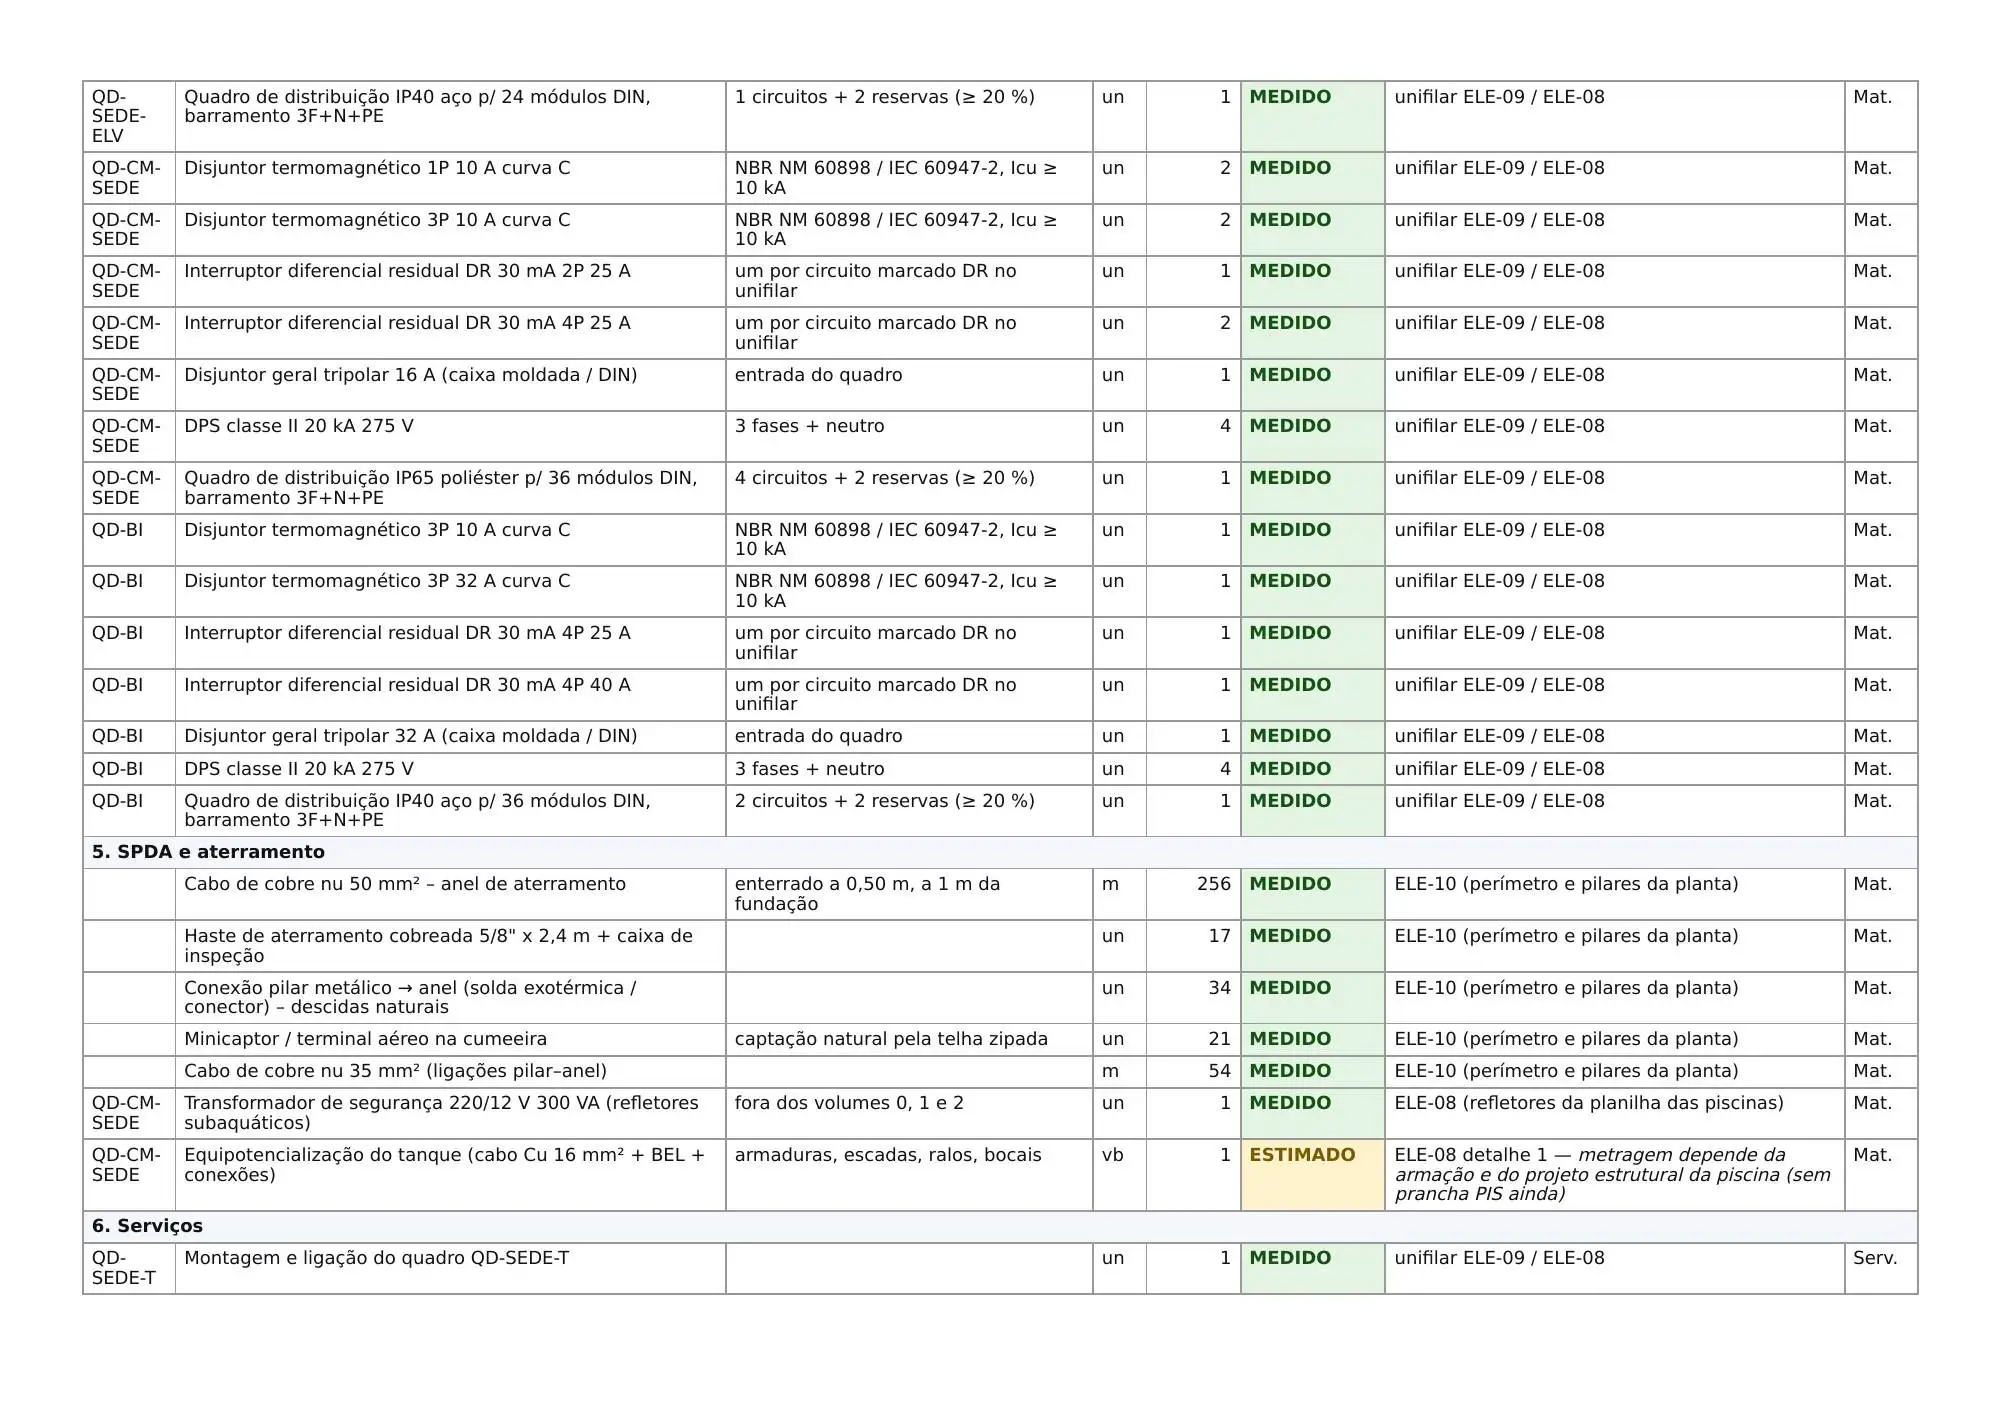 QD-SEDE-ELV Quadro de distribuição IP40 aço p/ 24 módulos DIN, barramento 3F+N+PE 1 circuitos + 2 reservas (≥ 20 %) un 1 MEDIDO unifilar ELE-09 / ELE-08 Mat.
QD-CM-SEDE Disjuntor termomagnético 1P 10 A curva C NBR NM 60898 / IEC 60947-2, Icu ≥ 10 kA un 2 MEDIDO unifilar ELE-09 / ELE-08 Mat.
QD-CM-SEDE Disjuntor termomagnético 3P 10 A curva C NBR NM 60898 / IEC 60947-2, Icu ≥ 10 kA un 2 MEDIDO unifilar ELE-09 / ELE-08 Mat.
QD-CM-SEDE Interruptor diferencial residual DR 30 mA 2P 25 A um por circuito marcado DR no unifilar un 1 MEDIDO unifilar ELE-09 / ELE-08 Mat.
QD-CM-SEDE Interruptor diferencial residual DR 30 mA 4P 25 A um por circuito marcado DR no unifilar un 2 MEDIDO unifilar ELE-09 / ELE-08 Mat.
QD-CM-SEDE Disjuntor geral tripolar 16 A (caixa moldada / DIN) entrada do quadro un 1 MEDIDO unifilar ELE-09 / ELE-08 Mat.
QD-CM-SEDE DPS classe II 20 kA 275 V 3 fases + neutro un 4 MEDIDO unifilar ELE-09 / ELE-08 Mat.
QD-CM-SEDE Quadro de distribuição IP65 poliéster p/ 36 módulos DIN, barramento 3F+N+PE 4 circuitos + 2 reservas (≥ 20 %) un 1 MEDIDO unifilar ELE-09 / ELE-08 Mat.
QD-BI Disjuntor termomagnético 3P 10 A curva C NBR NM 60898 / IEC 60947-2, Icu ≥ 10 kA un 1 MEDIDO unifilar ELE-09 / ELE-08 Mat.
QD-BI Disjuntor termomagnético 3P 32 A curva C NBR NM 60898 / IEC 60947-2, Icu ≥ 10 kA un 1 MEDIDO unifilar ELE-09 / ELE-08 Mat.
QD-BI Interruptor diferencial residual DR 30 mA 4P 25 A um por circuito marcado DR no unifilar un 1 MEDIDO unifilar ELE-09 / ELE-08 Mat.
QD-BI Interruptor diferencial residual DR 30 mA 4P 40 A um por circuito marcado DR no unifilar un 1 MEDIDO unifilar ELE-09 / ELE-08 Mat.
QD-BI Disjuntor geral tripolar 32 A (caixa moldada / DIN) entrada do quadro un 1 MEDIDO unifilar ELE-09 / ELE-08 Mat.
QD-BI DPS classe II 20 kA 275 V 3 fases + neutro un 4 MEDIDO unifilar ELE-09 / ELE-08 Mat.
QD-BI Quadro de distribuição IP40 aço p/ 36 módulos DIN, barramento 3F+N+PE 2 circuitos + 2 reservas (≥ 20 %) un 1 MEDIDO unifilar ELE-09 / ELE-08 Mat.
5. SPDA e aterramento
Cabo de cobre nu 50 mm² – anel de aterramento enterrado a 0,50 m, a 1 m da fundação m 256 MEDIDO ELE-10 (perímetro e pilares da planta) Mat.
Haste de aterramento cobreada 5/8" x 2,4 m + caixa de inspeção un 17 MEDIDO ELE-10 (perímetro e pilares da planta) Mat.
Conexão pilar metálico → anel (solda exotérmica / conector) – descidas naturais un 34 MEDIDO ELE-10 (perímetro e pilares da planta) Mat.
Minicaptor / terminal aéreo na cumeeira captação natural pela telha zipada un 21 MEDIDO ELE-10 (perímetro e pilares da planta) Mat.
Cabo de cobre nu 35 mm² (ligações pilar–anel) m 54 MEDIDO ELE-10 (perímetro e pilares da planta) Mat.
QD-CM-SEDE Transformador de segurança 220/12 V 300 VA (refletores subaquáticos) fora dos volumes 0, 1 e 2 un 1 MEDIDO ELE-08 (refletores da planilha das piscinas) Mat.
QD-CM-SEDE Equipotencialização do tanque (cabo Cu 16 mm² + BEL + conexões) armaduras, escadas, ralos, bocais vb 1 ESTIMADO ELE-08 detalhe 1 — metragem depende da armação e do projeto estrutural da piscina (sem prancha PIS ainda) Mat.
6. Serviços
QD-SEDE-T Montagem e ligação do quadro QD-SEDE-T un 1 MEDIDO unifilar ELE-09 / ELE-08 Serv.